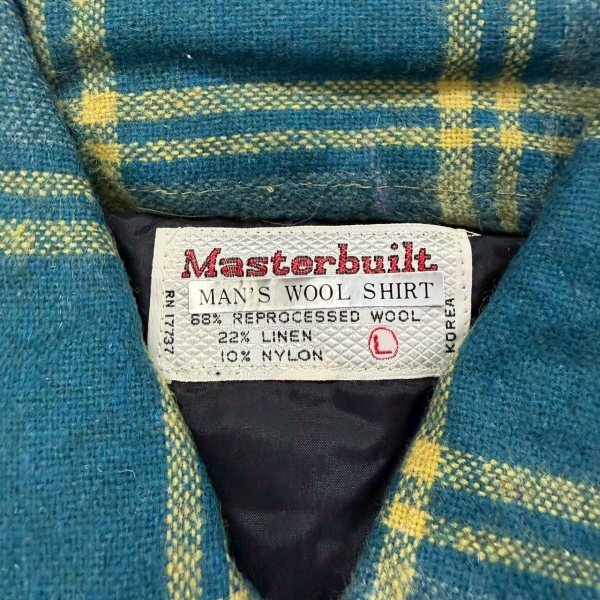 Masterbuilt
MAN'S WOOL SHIRT
68% REPROCESSED WOOL
22% LINEN
10% NYLON
L
RN 17737
KOREA